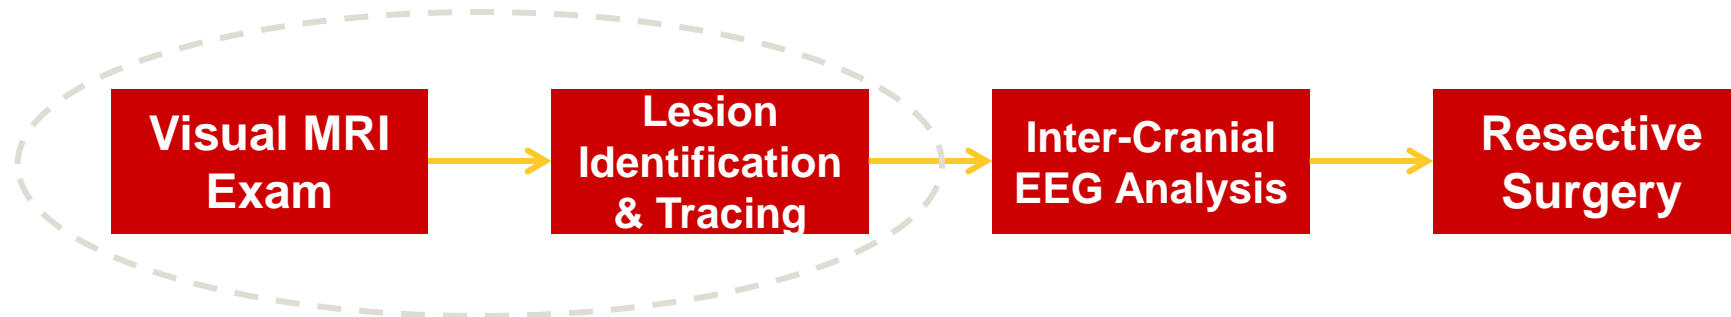 Visual MRI
Exam
Lesion
Identification
& Tracing
Inter-Cranial
EEG Analysis
Resective
Surgery